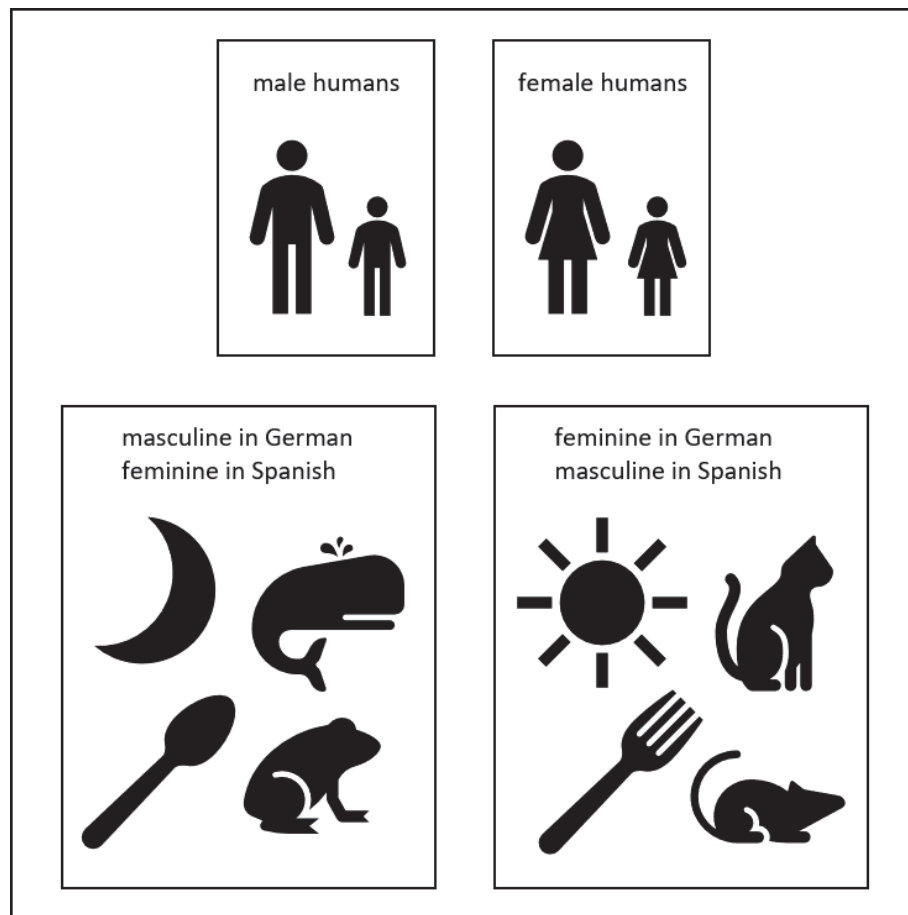 male humans
female humans
masculine in German
feminine in Spanish
feminine in German
masculine in Spanish